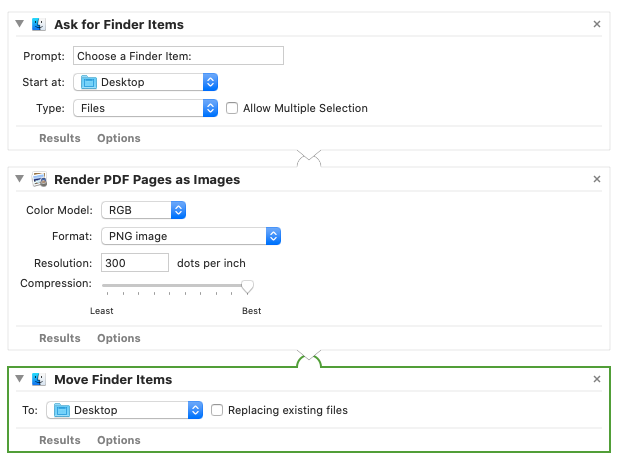 Ask for Finder Items
Prompt: Choose a Finder Item:
Start at: Desktop
Type: Files Allow Multiple Selection
Results Options
Render PDF Pages as Images
Color Model: RGB
Format: PNG image
Resolution: 300 dots per inch
Compression:
Least Best
Results Options
Move Finder Items
To: Desktop Replacing existing files
Results Options